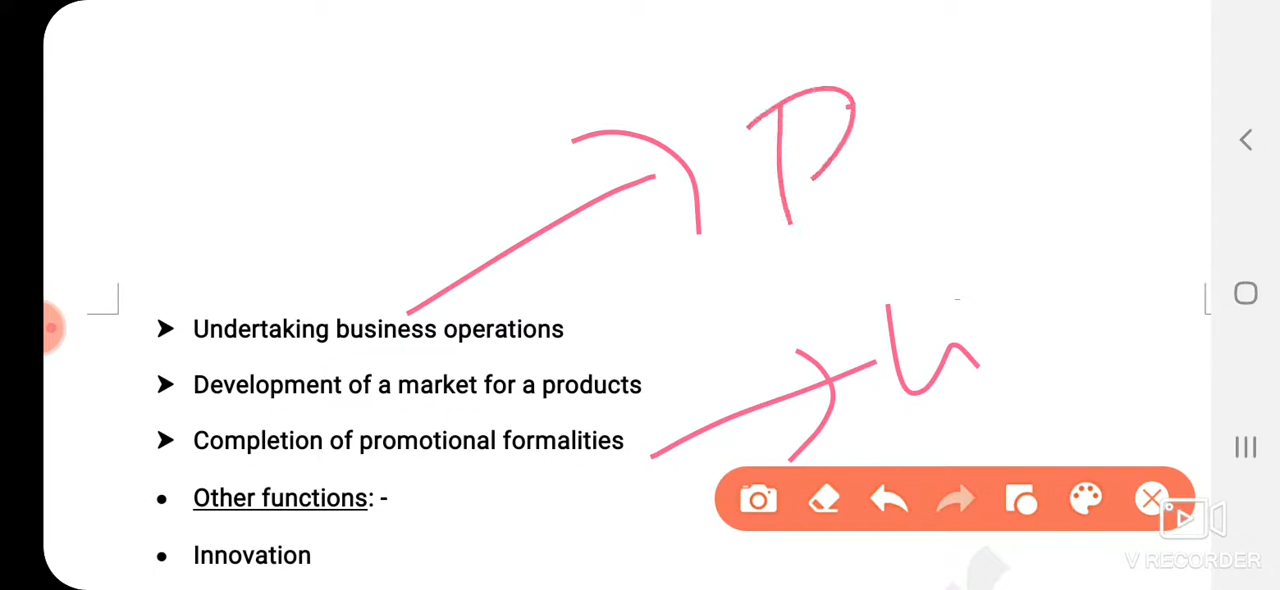 P
➤ Undertaking business operations
➤ Development of a market for a products
➤ Completion of promotional formalities
• Other functions: -
• Innovation
V RECORDER